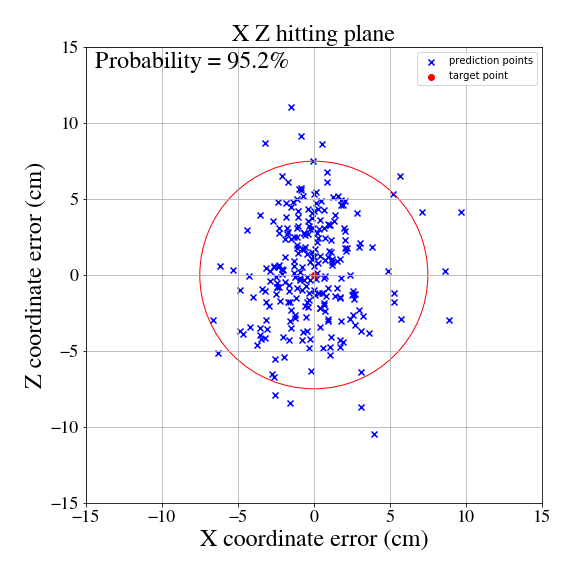 X Z hitting plane
Probability = 95.2%
prediction points
target point
Z coordinate error (cm)
15
10
5
0
−5
−10
−15
−15
−10
−5
0
5
10
15
X coordinate error (cm)